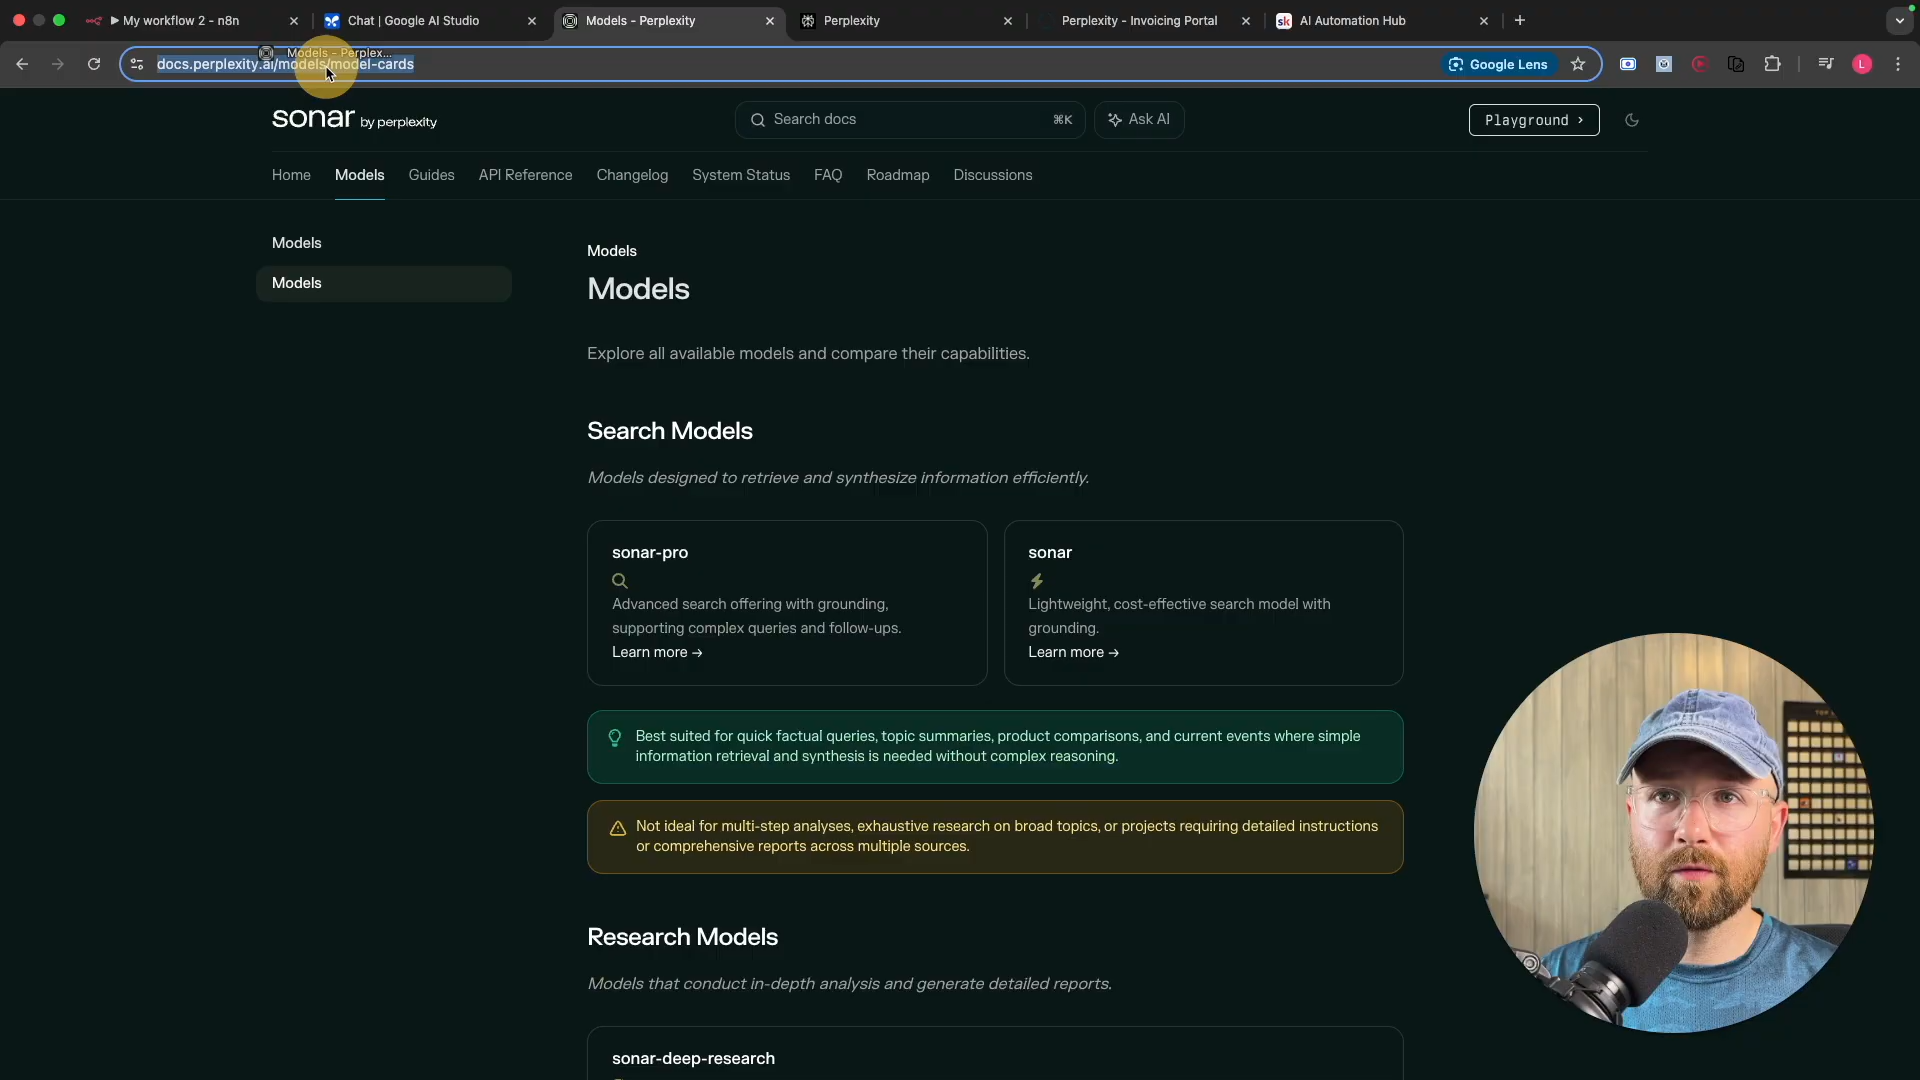 My workflow 2 - n8n
Chat | Google AI Studio
Models - Perplexity
Perplexity
Perplexity - Invoicing Portal
sk AI Automation Hub
Models - Perplex...
docs.perplexity.ai/models/model-cards
Google Lens
L
sonar by perplexity
Search docs
⌘K
Ask AI
Playground ›
Home
Models
Guides
API Reference
Changelog
System Status
FAQ
Roadmap
Discussions
Models
Models
Models
Models
Explore all available models and compare their capabilities.
Search Models
Models designed to retrieve and synthesize information efficiently.
sonar-pro
Advanced search offering with grounding,
supporting complex queries and follow-ups.
Learn more →
sonar
Lightweight, cost-effective search model with
grounding.
Learn more →
Best suited for quick factual queries, topic summaries, product comparisons, and current events where simple
information retrieval and synthesis is needed without complex reasoning.
Not ideal for multi-step analyses, exhaustive research on broad topics, or projects requiring detailed instructions
or comprehensive reports across multiple sources.
Research Models
Models that conduct in-depth analysis and generate detailed reports.
sonar-deep-research